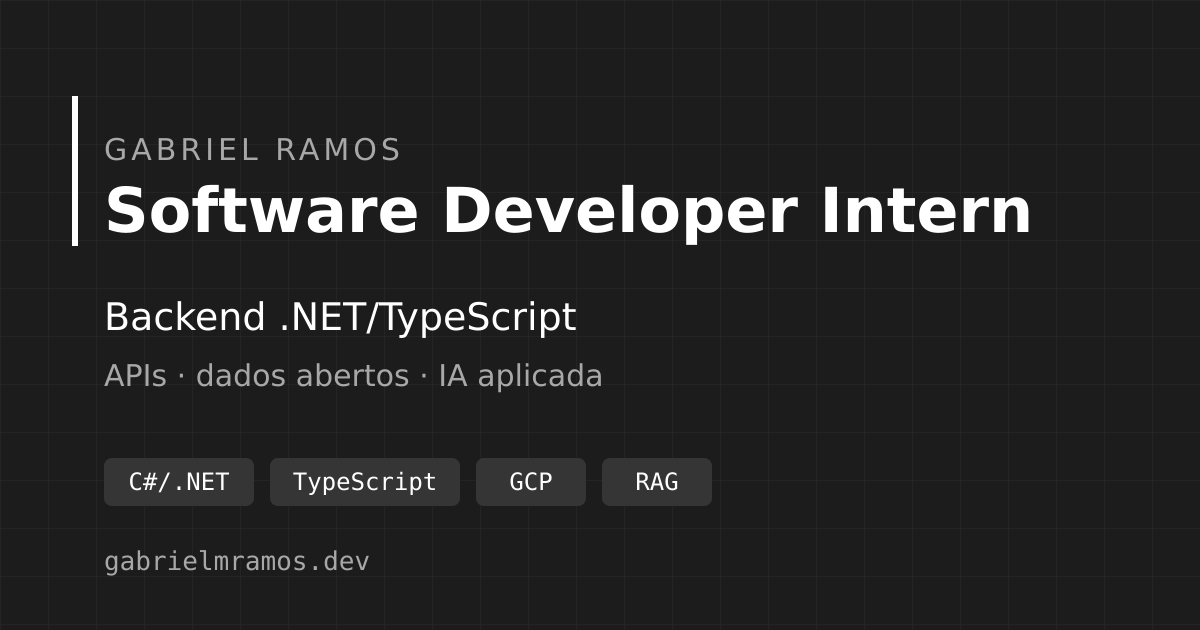 GABRIEL RAMOS
Software Developer Intern
Backend .NET/TypeScript
APIs · dados abertos · IA aplicada
C#/.NET TypeScript GCP RAG
gabrielmramos.dev